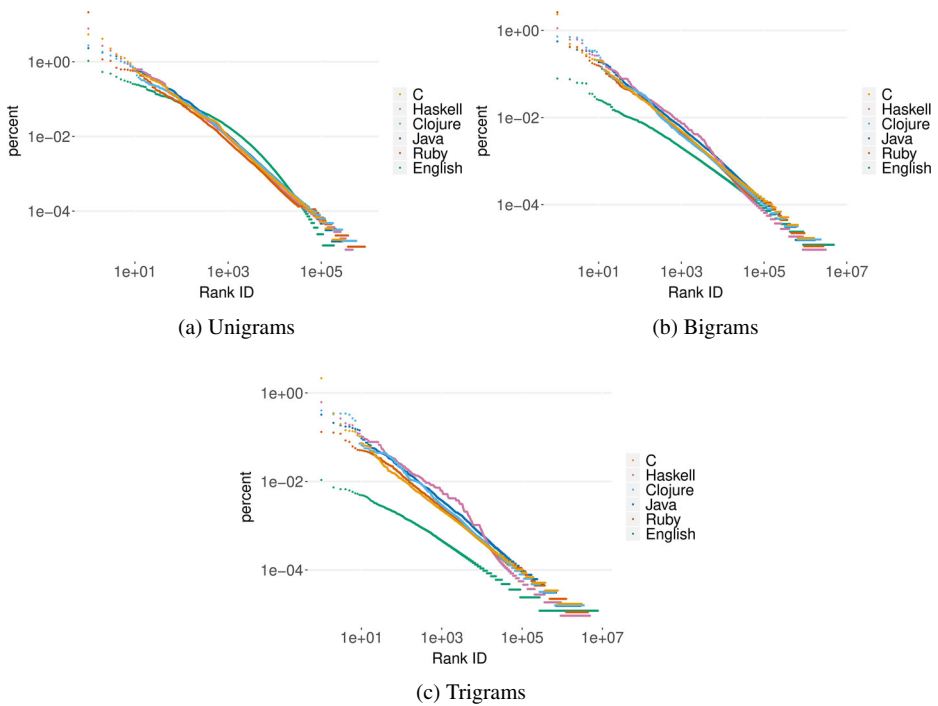 1e+00
1e−02
1e−04
percent
1e+01
1e+03
1e+05
Rank ID
C
Haskell
Clojure
Java
Ruby
English
(a) Unigrams
1e+00
1e−02
1e−04
percent
1e+01
1e+03
1e+05
1e+07
Rank ID
C
Haskell
Clojure
Java
Ruby
English
(b) Bigrams
1e+00
1e−02
1e−04
percent
1e+01
1e+03
1e+05
1e+07
Rank ID
C
Haskell
Clojure
Java
Ruby
English
(c) Trigrams